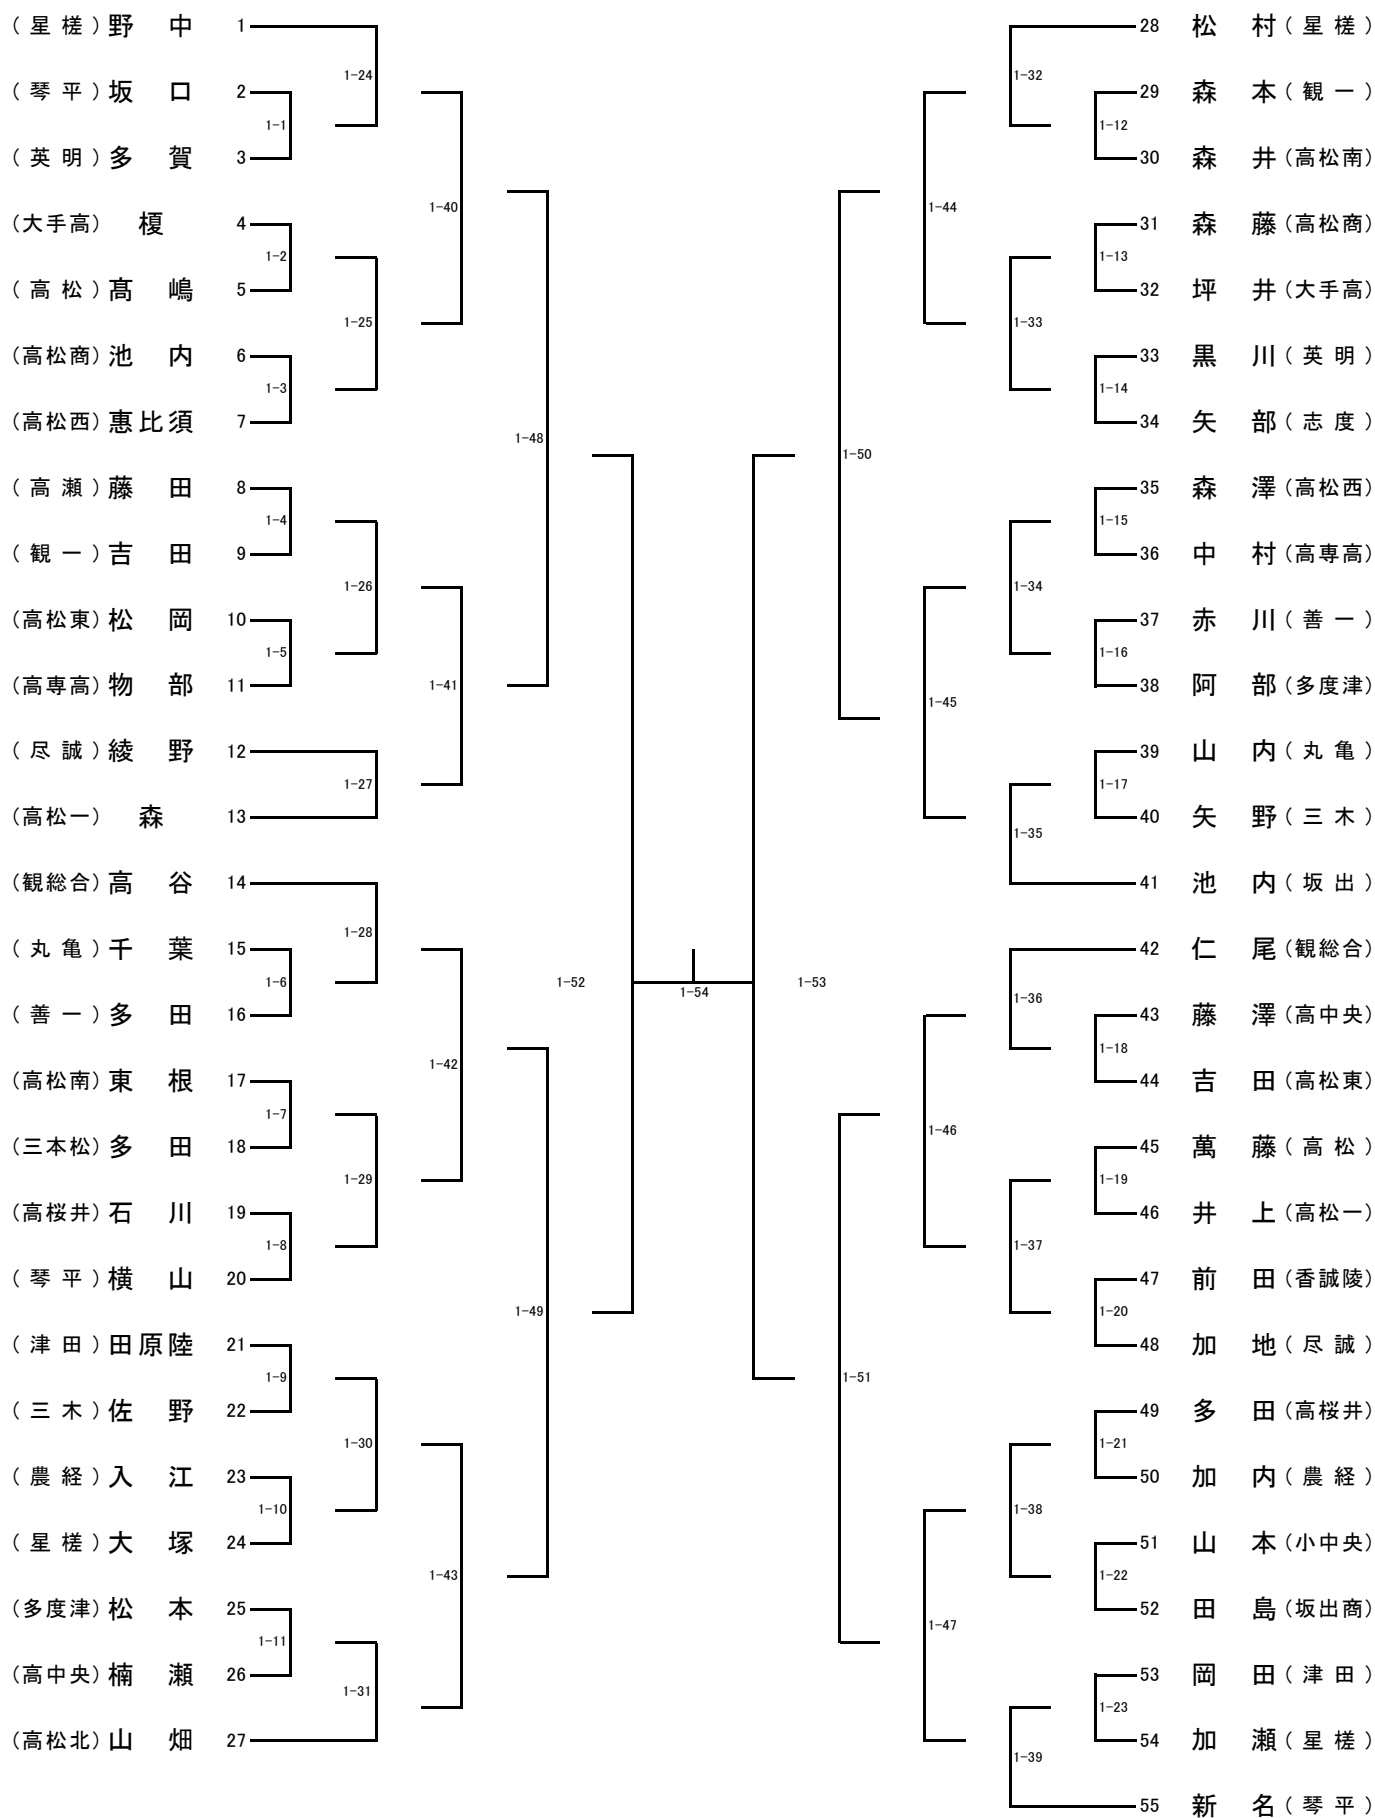 (星槎) 野中 1
1-24
(琴平) 坂口 2
1-1
(英明) 多賀 3
1-40
(大手高) 榎 4
1-2
(高松) 髙嶋 5
1-25
(高松商) 池内 6
1-3
(高松西) 惠比須 7
1-48
(高瀬) 藤田 8
1-4
(観一) 吉田 9
1-26
(高松東) 松岡 10
1-5
(高専高) 物部 11
1-41
(尽誠) 綾野 12
1-27
(高松一) 森 13
(観総合) 高谷 14
1-28
(丸亀) 千葉 15
1-6
1-52
(善一) 多田 16
1-42
(高松南) 東根 17
1-7
(三本松) 多田 18
1-29
(高桜井) 石川 19
1-8
(琴平) 横山 20
1-49
(津田) 田原陸 21
1-9
(三木) 佐野 22
1-30
(農経) 入江 23
1-10
(星槎) 大塚 24
1-43
(多度津) 松本 25
1-11
(高中央) 楠瀬 26
1-31
(高松北) 山畑 27
1-54
28 松村 (星槎)
1-32
29 森本 (観一)
1-12
30 森井 (高松南)
1-44
31 森藤 (高松商)
1-13
32 坪井 (大手高)
1-33
33 黒川 (英明)
1-14
34 矢部 (志度)
1-50
35 森澤 (高松西)
1-15
36 中村 (高専高)
1-34
37 赤川 (善一)
1-16
38 阿部 (多度津)
1-45
39 山内 (丸亀)
1-17
40 矢野 (三木)
1-35
41 池内 (坂出)
42 仁尾 (観総合)
1-53
1-36
43 藤澤 (高中央)
1-18
44 吉田 (高松東)
1-46
45 萬藤 (高松)
1-19
46 井上 (高松一)
1-37
47 前田 (香誠陵)
1-20
48 加地 (尽誠)
1-51
49 多田 (高桜井)
1-21
50 加内 (農経)
1-38
51 山本 (小中央)
1-22
52 田島 (坂出商)
1-47
53 岡田 (津田)
1-23
54 加瀬 (星槎)
1-39
55 新名 (琴平)